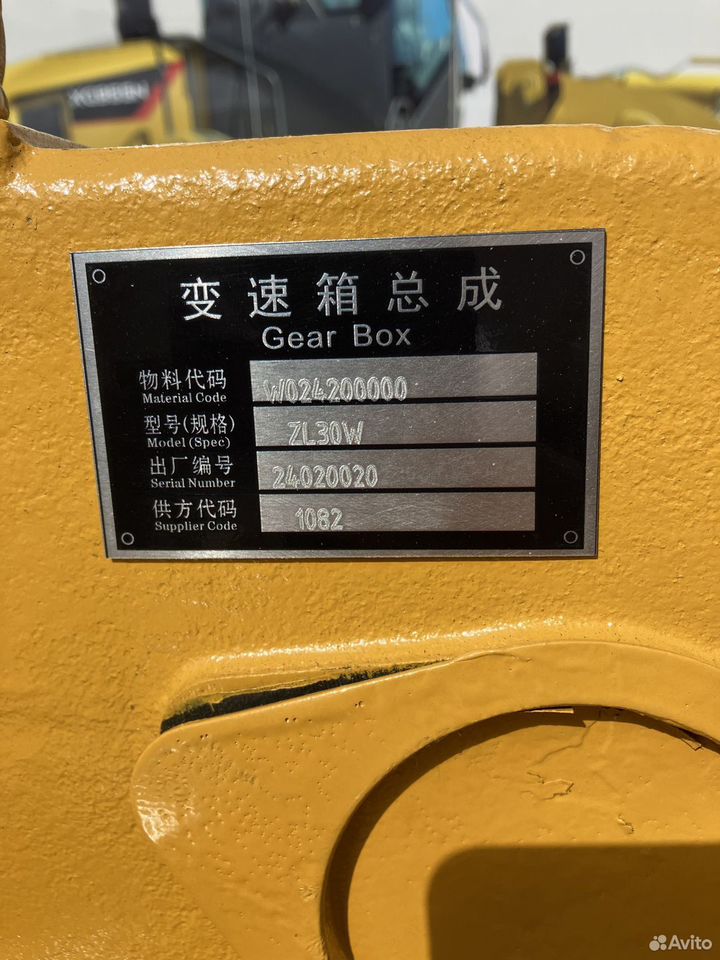 变速箱总成
Gear Box
物料代码 W024200000
Material Code
型号(规格) ZL30W
Model (Spec)
出厂编号 24020020
Serial Number
供方代码 1082
Supplier Code
Avito